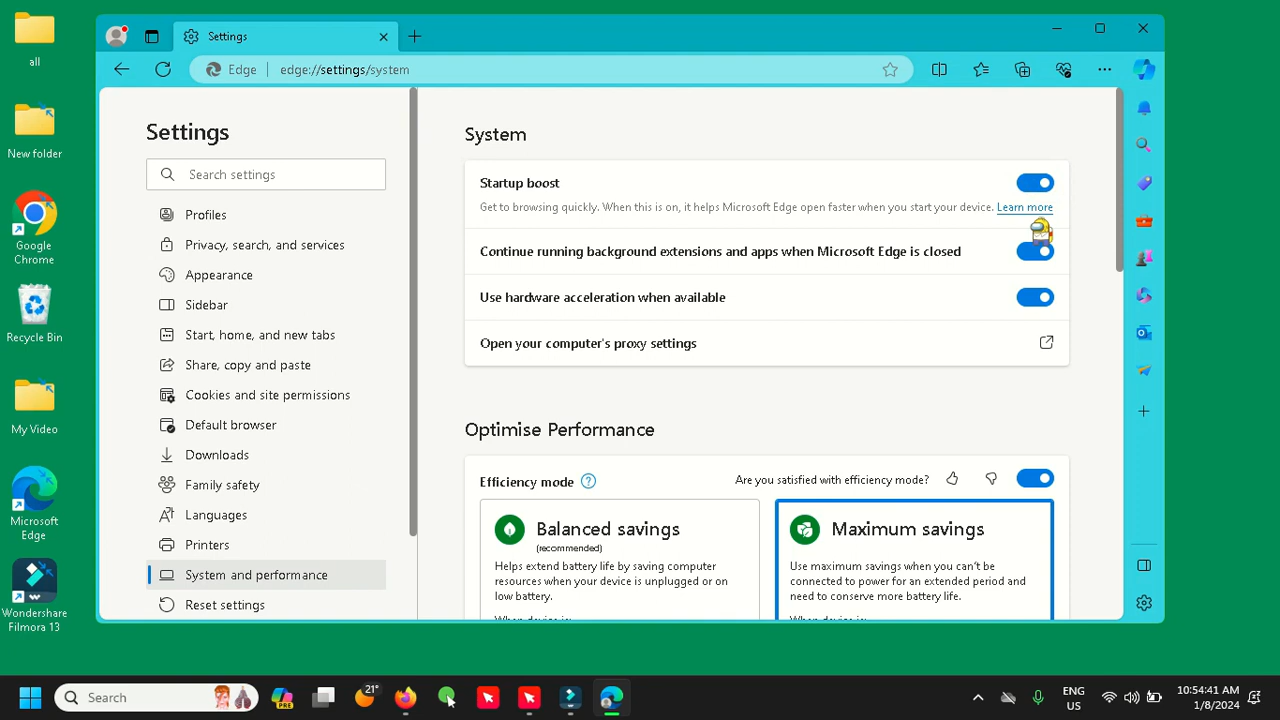 all
New folder
Google
Chrome
Recycle Bin
My Video
Microsoft
Edge
Wondershare
Filmora 13
Settings
Edge
edge://settings/system
Settings
Search settings
Profiles
Privacy, search, and services
Appearance
Sidebar
Start, home, and new tabs
Share, copy and paste
Cookies and site permissions
Default browser
Downloads
Family safety
Languages
Printers
System and performance
Reset settings
System
Startup boost
Get to browsing quickly. When this is on, it helps Microsoft Edge open faster when you start your device. Learn more
Continue running background extensions and apps when Microsoft Edge is closed
Use hardware acceleration when available
Open your computer's proxy settings
Optimise Performance
Efficiency mode
Are you satisfied with efficiency mode?
Balanced savings
(recommended)
Helps extend battery life by saving computer
resources when your device is unplugged or on
low battery.
When device is:
Maximum savings
Use maximum savings when you can't be
connected to power for an extended period and
need to conserve more battery life.
When device is:
Search
PRE
21°
ENG
US
10:54:41 AM
1/8/2024